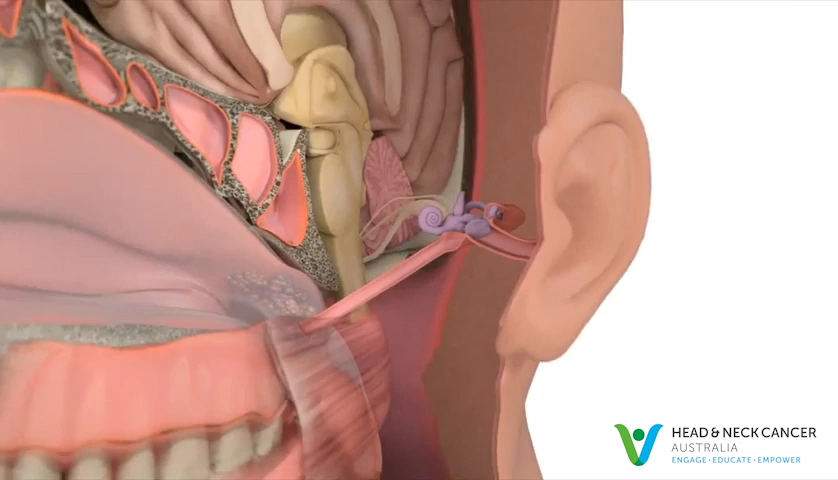 HEAD & NECK CANCER
AUSTRALIA
ENGAGE · EDUCATE · EMPOWER